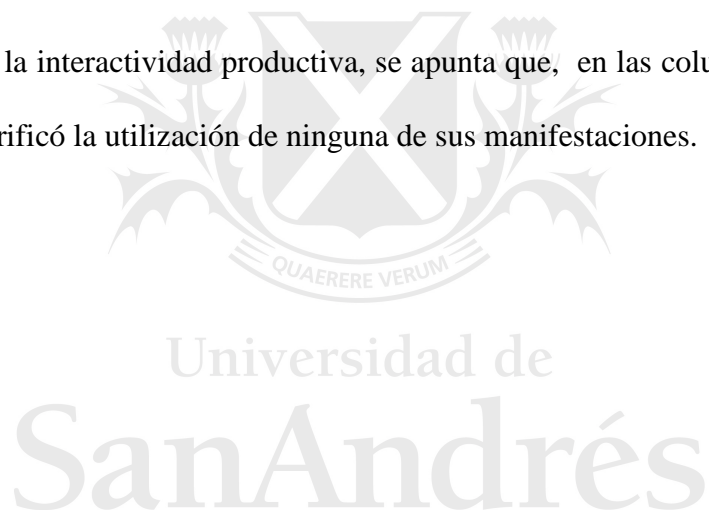 la interactividad productiva, se apunta que, en las colu
rificó la utilización de ninguna de sus manifestaciones.
QUAERERE VERUM
Universidad de
SanAndrés